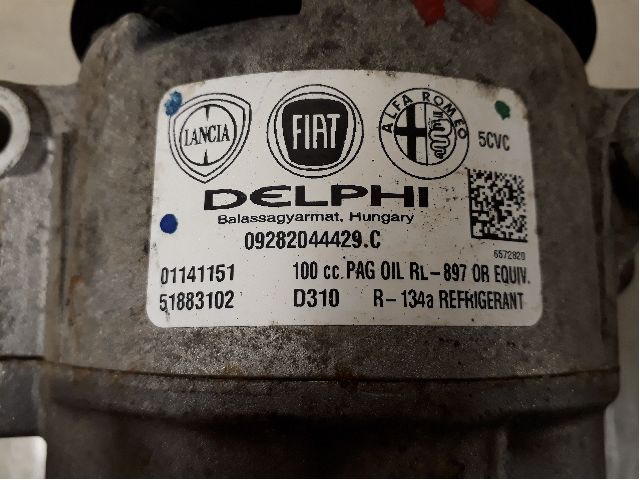 LANCIA
FIAT
ALFA ROMEO
5CVC
DELPHI
Balassagyarmat, Hungary
09282044429.C
6572820
01141151 100 cc. PAG OIL RL-897 OR EQUIV.
51883102 D310 R-134a REFRIGERANT